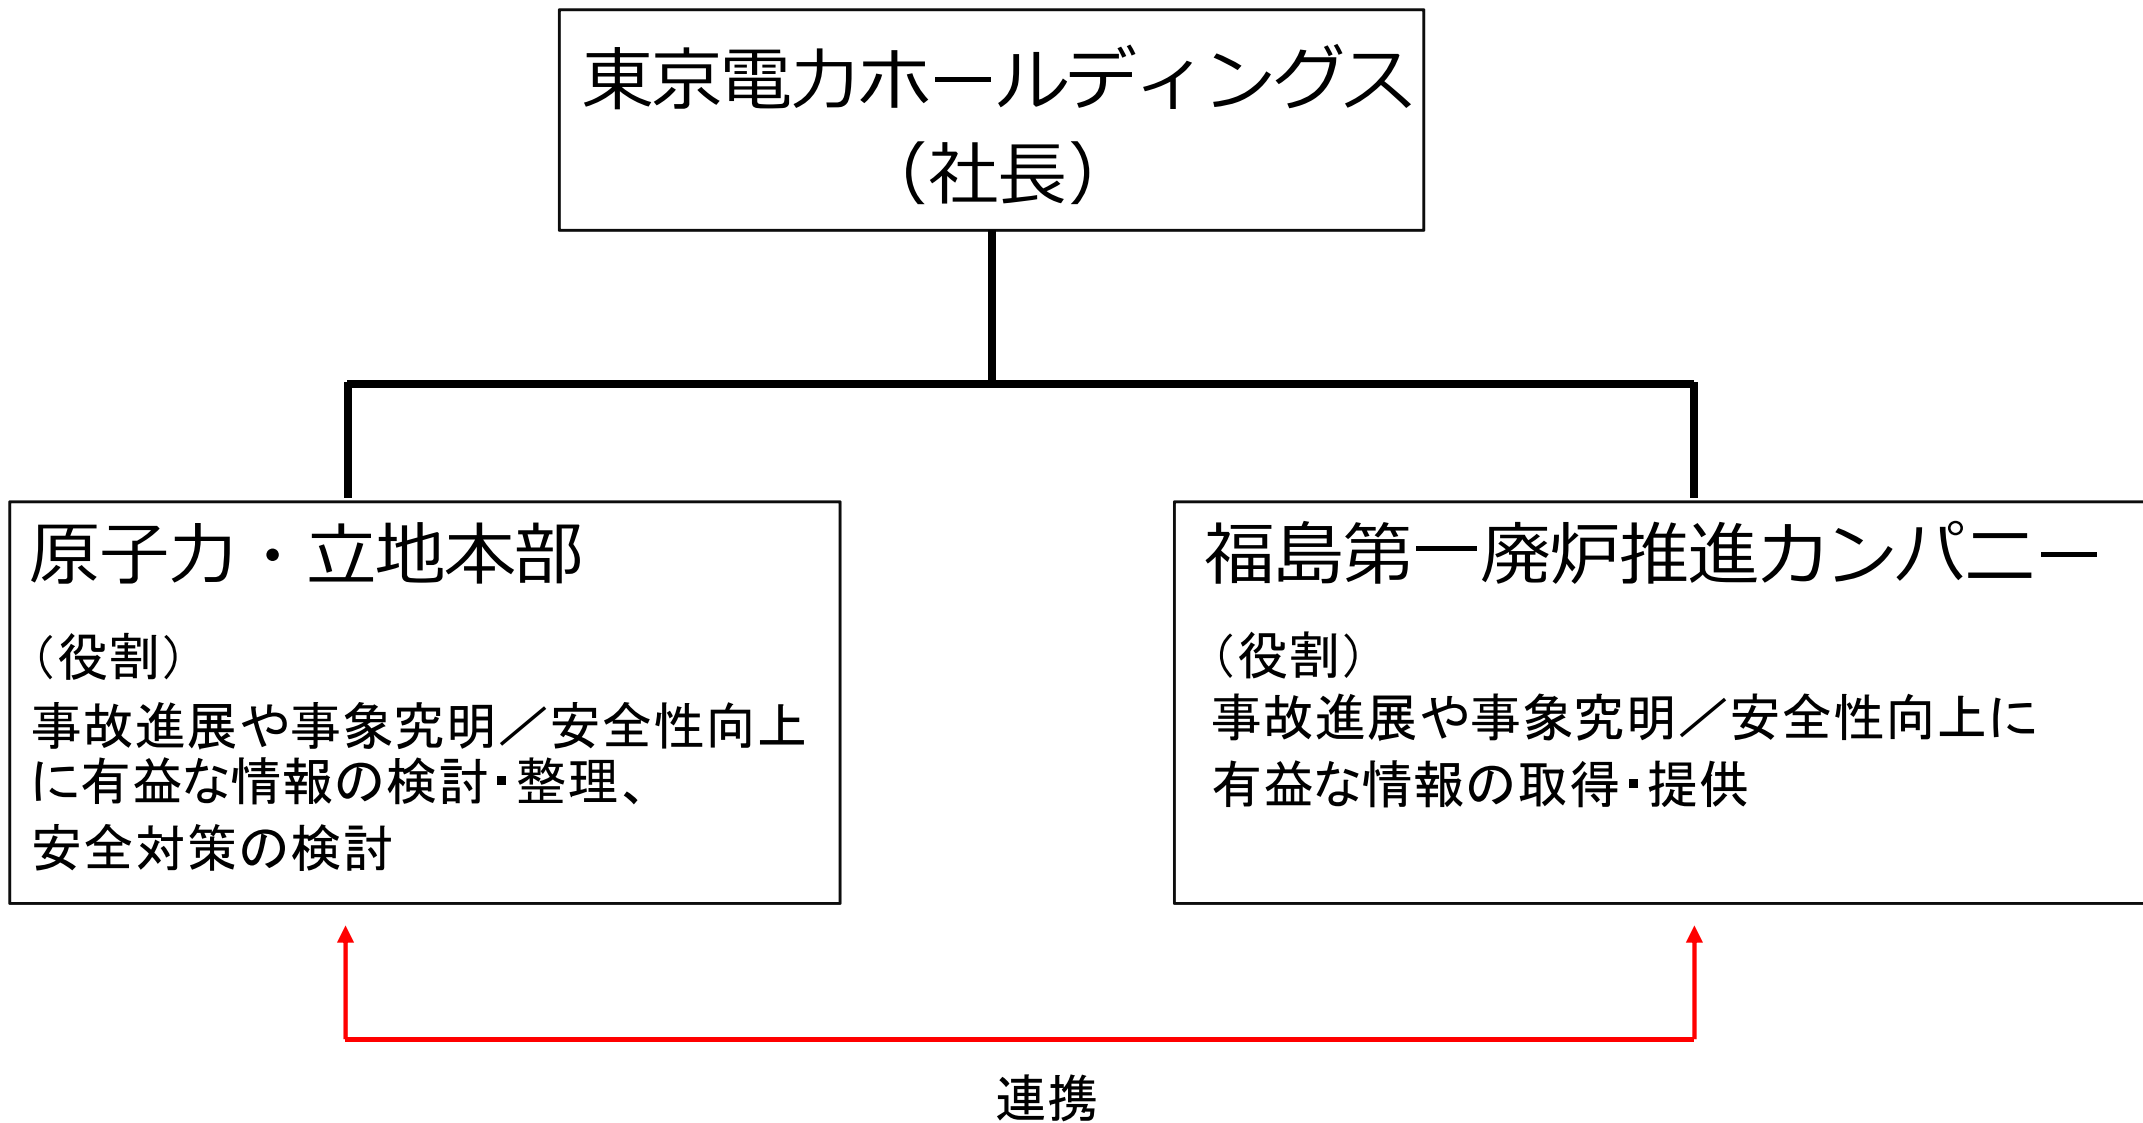 東京電力ホールディングス
（社長）
原子力・立地本部
（役割）
事故進展や事象究明／安全性向上
に有益な情報の検討・整理、
安全対策の検討
福島第一廃炉推進カンパニー
（役割）
事故進展や事象究明／安全性向上に
有益な情報の取得・提供
連携